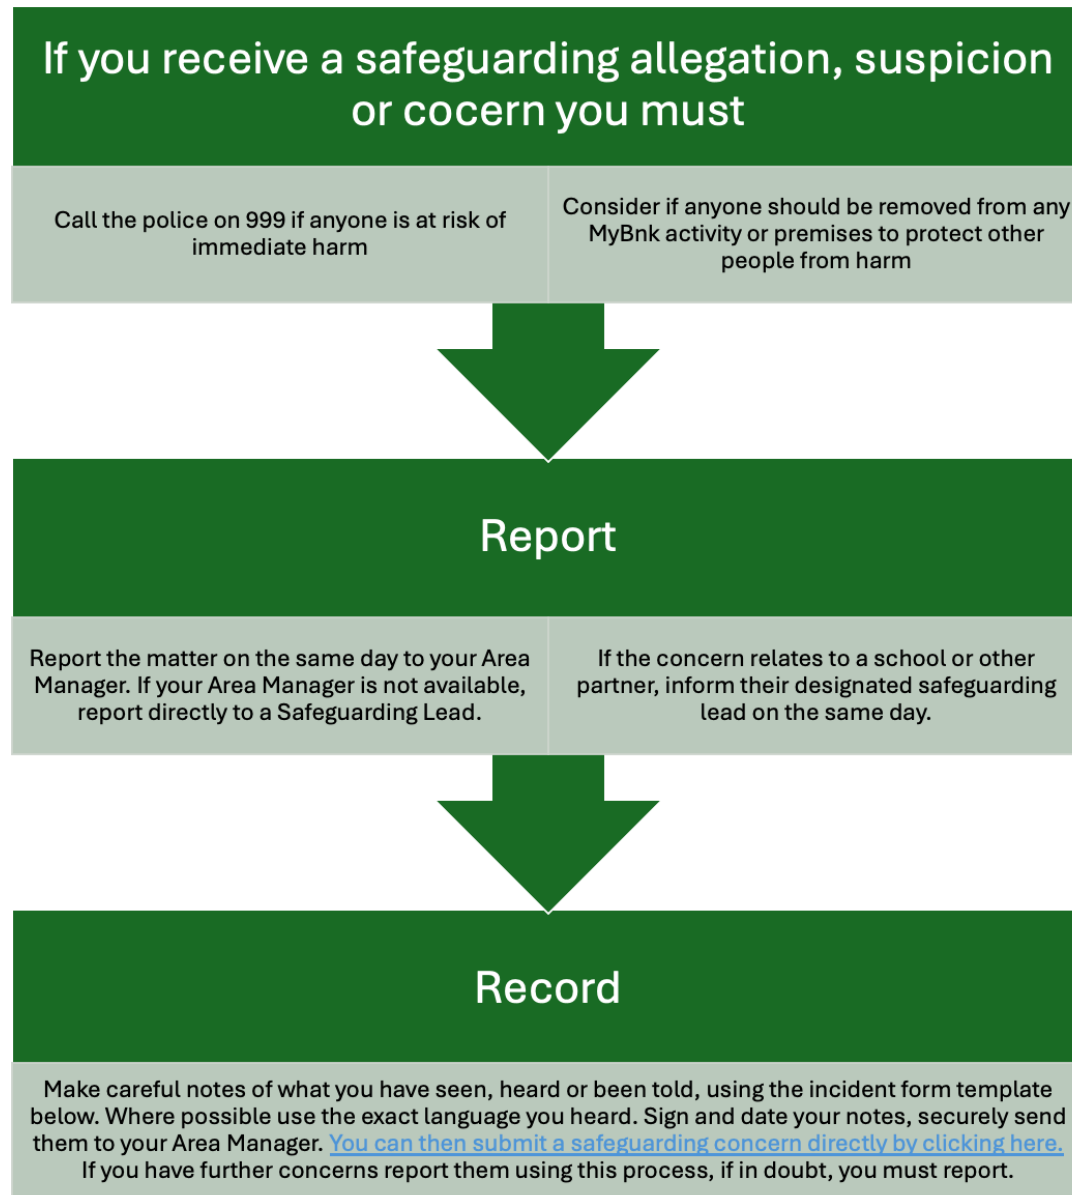 If you receive a safeguarding allegation, suspicion
or cocern you must
Call the police on 999 if anyone is at risk of
immediate harm
Consider if anyone should be removed from any
MyBnk activity or premises to protect other
people from harm
Report
Report the matter on the same day to your Area
Manager. If your Area Manager is not available,
report directly to a Safeguarding Lead.
If the concern relates to a school or other
partner, inform their designated safeguarding
lead on the same day.
Record
Make careful notes of what you have seen, heard or been told, using the incident form template
below. Where possible use the exact language you heard. Sign and date your notes, securely send
them to your Area Manager. You can then submit a safeguarding concern directly by clicking here.
If you have further concerns report them using this process, if in doubt, you must report.